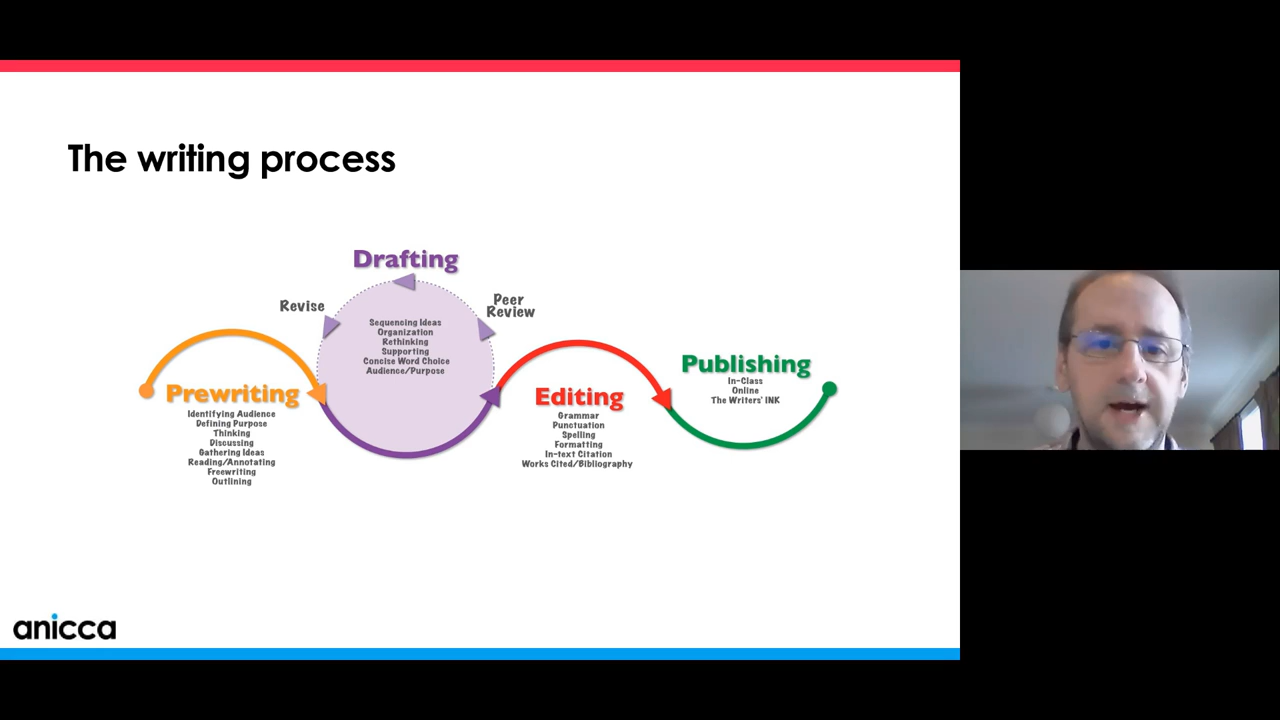 The writing process
Drafting
Revise
Peer
Review
Sequencing Ideas
Organization
Rethinking
Supporting
Concise Word Choice
Audience/Purpose
Prewriting
Identifying Audience
Defining Purpose
Thinking
Discussing
Gathering Ideas
Reading/Annotating
Freewriting
Outlining
Editing
Grammar
Punctuation
Spelling
Formatting
In-text Citation
Works Cited/Bibliography
Publishing
In-Class
Online
The Writers' INK
anicca